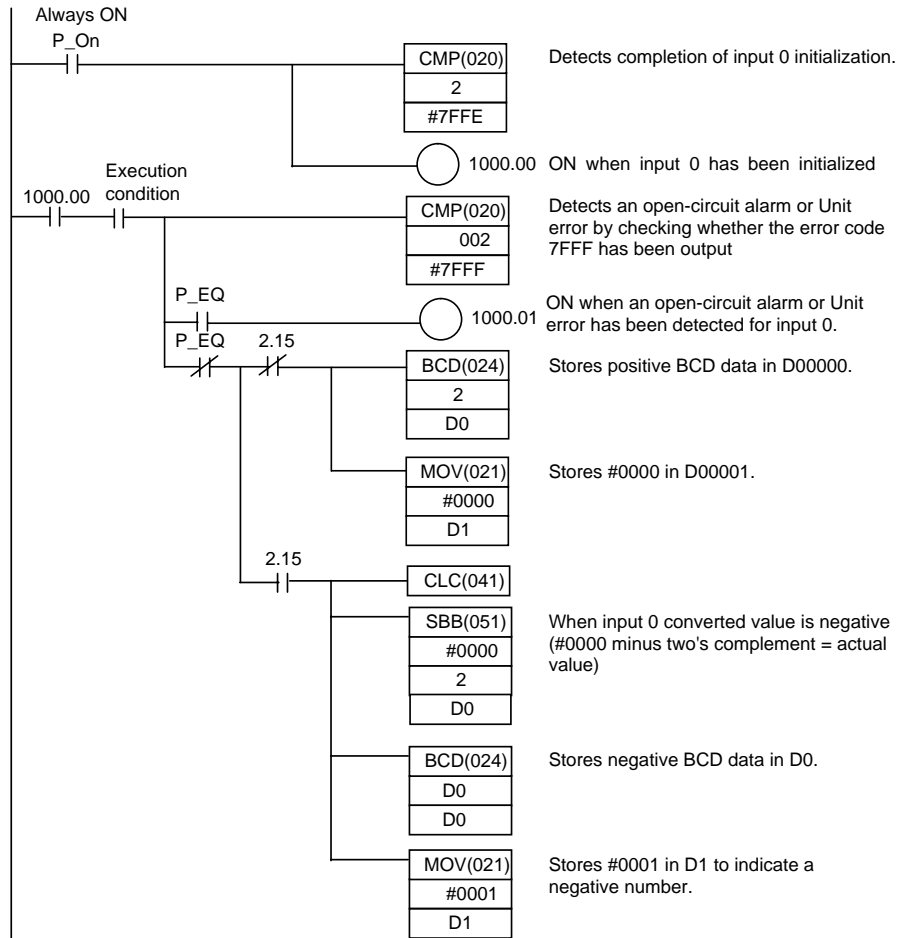 Always ON
P_On
CMP(020)
2
#7FFE
Detects completion of input 0 initialization.
1000.00
ON when input 0 has been initialized
1000.00
Execution
condition
CMP(020)
002
#7FFF
Detects an open-circuit alarm or Unit
error by checking whether the error code
7FFF has been output
P_EQ
1000.01
ON when an open-circuit alarm or Unit
error has been detected for input 0.
P_EQ
2.15
BCD(024)
2
D0
Stores positive BCD data in D00000.
MOV(021)
#0000
D1
Stores #0000 in D00001.
2.15
CLC(041)
SBB(051)
#0000
2
D0
When input 0 converted value is negative
(#0000 minus two's complement = actual
value)
BCD(024)
D0
D0
Stores negative BCD data in D0.
MOV(021)
#0001
D1
Stores #0001 in D1 to indicate a
negative number.